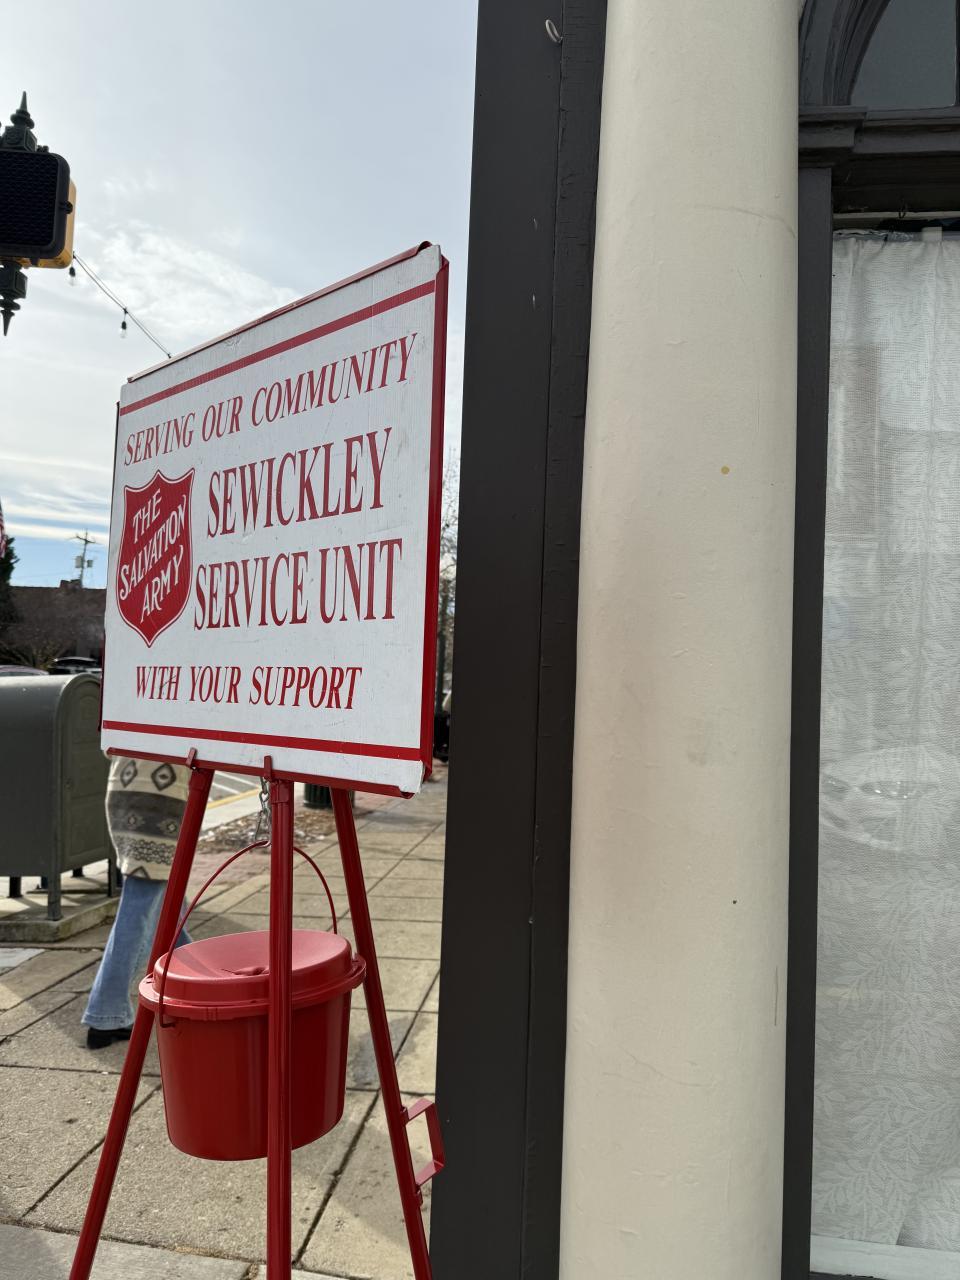 SERVING OUR COMMUNITY
THE
SALVATION
ARMY
SEWICKLEY
SERVICE UNIT
WITH YOUR SUPPORT